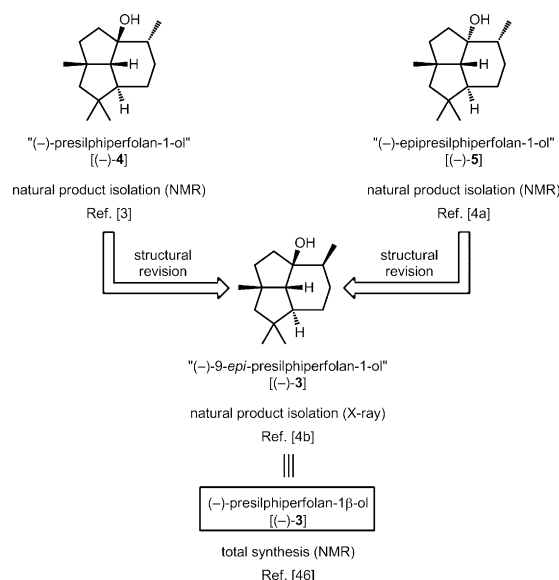 OH
H
H
"(–)-presilphiperfolan-1-ol"
[(–)-4]
natural product isolation (NMR)
Ref. [3]
OH
H
H
"(–)-epipresilphiperfolan-1-ol"
[(–)-5]
natural product isolation (NMR)
Ref. [4a]
structural
revision
structural
revision
OH
H
H
"(–)-9-epi-presilphiperfolan-1-ol"
[(–)-3]
natural product isolation (X-ray)
Ref. [4b]
(–)-presilphiperfolan-1β-ol
[(–)-3]
total synthesis (NMR)
Ref. [46]